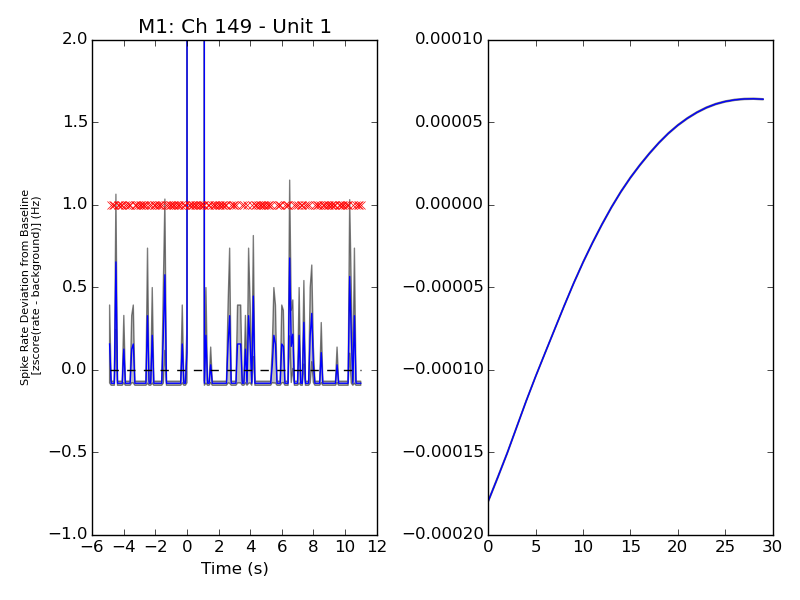 M1: Ch 149 - Unit 1
2.0
1.5
1.0
0.5
0.0
−0.5
−1.0
Spike Rate Deviation from Baseline
[zscore(rate - background)] (Hz)
−6 −4 −2 0 2 4 6 8 10 12
Time (s)
0.00010
0.00005
0.00000
−0.00005
−0.00010
−0.00015
−0.00020
0 5 10 15 20 25 30